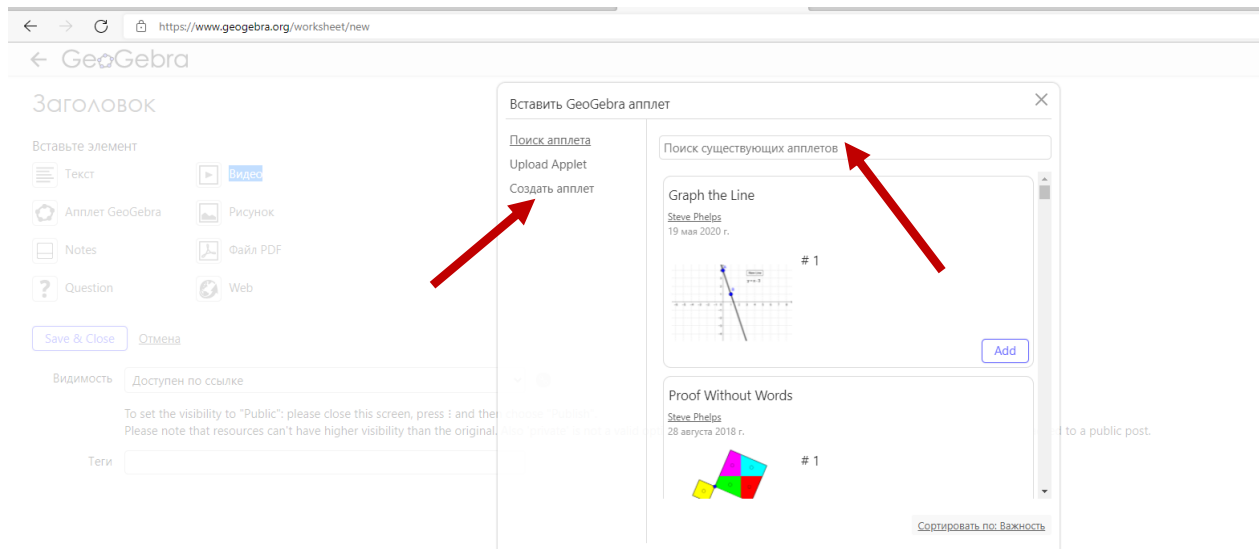 https://www.geogebra.org/worksheet/new
GeoGebra
Заголовок
Вставьте элемент
Текст
Видео
Апплет GeoGebra
Рисунок
Notes
Файл PDF
Question
Web
Save & Close
Отмена
Видимость
Доступен по ссылке
To set the visibility to "Public": please close this screen, press ⁝ and then
Please note that resources can't have higher visibility than the original.
d to a public post.
Теги
Вставить GeoGebra апплет
Поиск апплета
Upload Applet
Создать апплет
Поиск существующих апплетов
Graph the Line
Steve Phelps
19 мая 2020 г.
# 1
Add
Proof Without Words
Steve Phelps
28 августа 2018 г.
# 1
Сортировать по: Важность